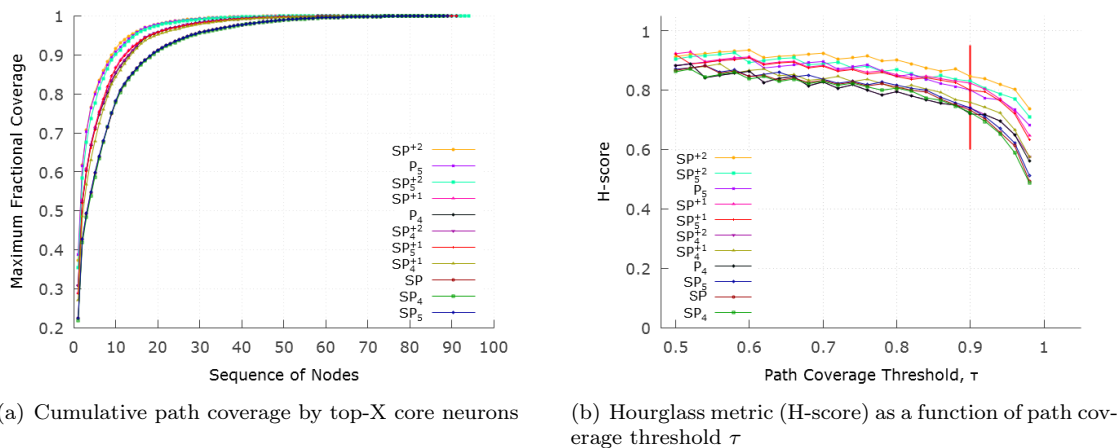 1
0.9
0.8
0.7
0.6
0.5
0.4
0.3
0.2
Maximum Fractional Coverage
SP+2
P5
SP5+2
SP+1
P4
SP4+2
SP5+1
SP4+1
SP
SP4
SP5
0 10 20 30 40 50 60 70 80 90 100
Sequence of Nodes
(a) Cumulative path coverage by top-X core neurons
1
0.8
0.6
0.4
0.2
0
H-score
SP+2
SP5+2
P5
SP+1
SP5+1
SP4+2
SP4+1
P4
SP5
SP
SP4
0.5 0.6 0.7 0.8 0.9 1
Path Coverage Threshold, τ
(b) Hourglass metric (H-score) as a function of path cov-
erage threshold τ